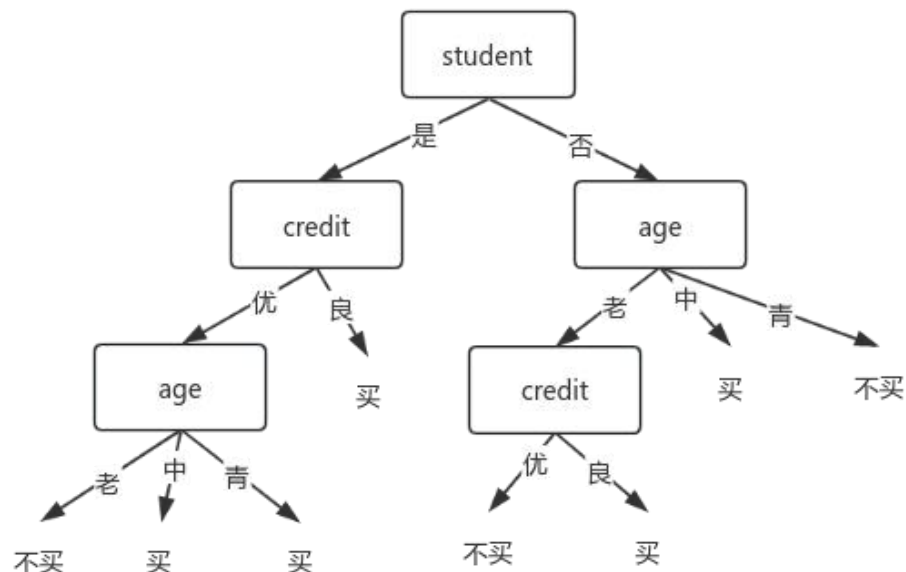 student
是
否
credit
age
优
良
老
中
青
age
买
credit
买
不买
老
中
青
优
良
不买
买
买
不买
买